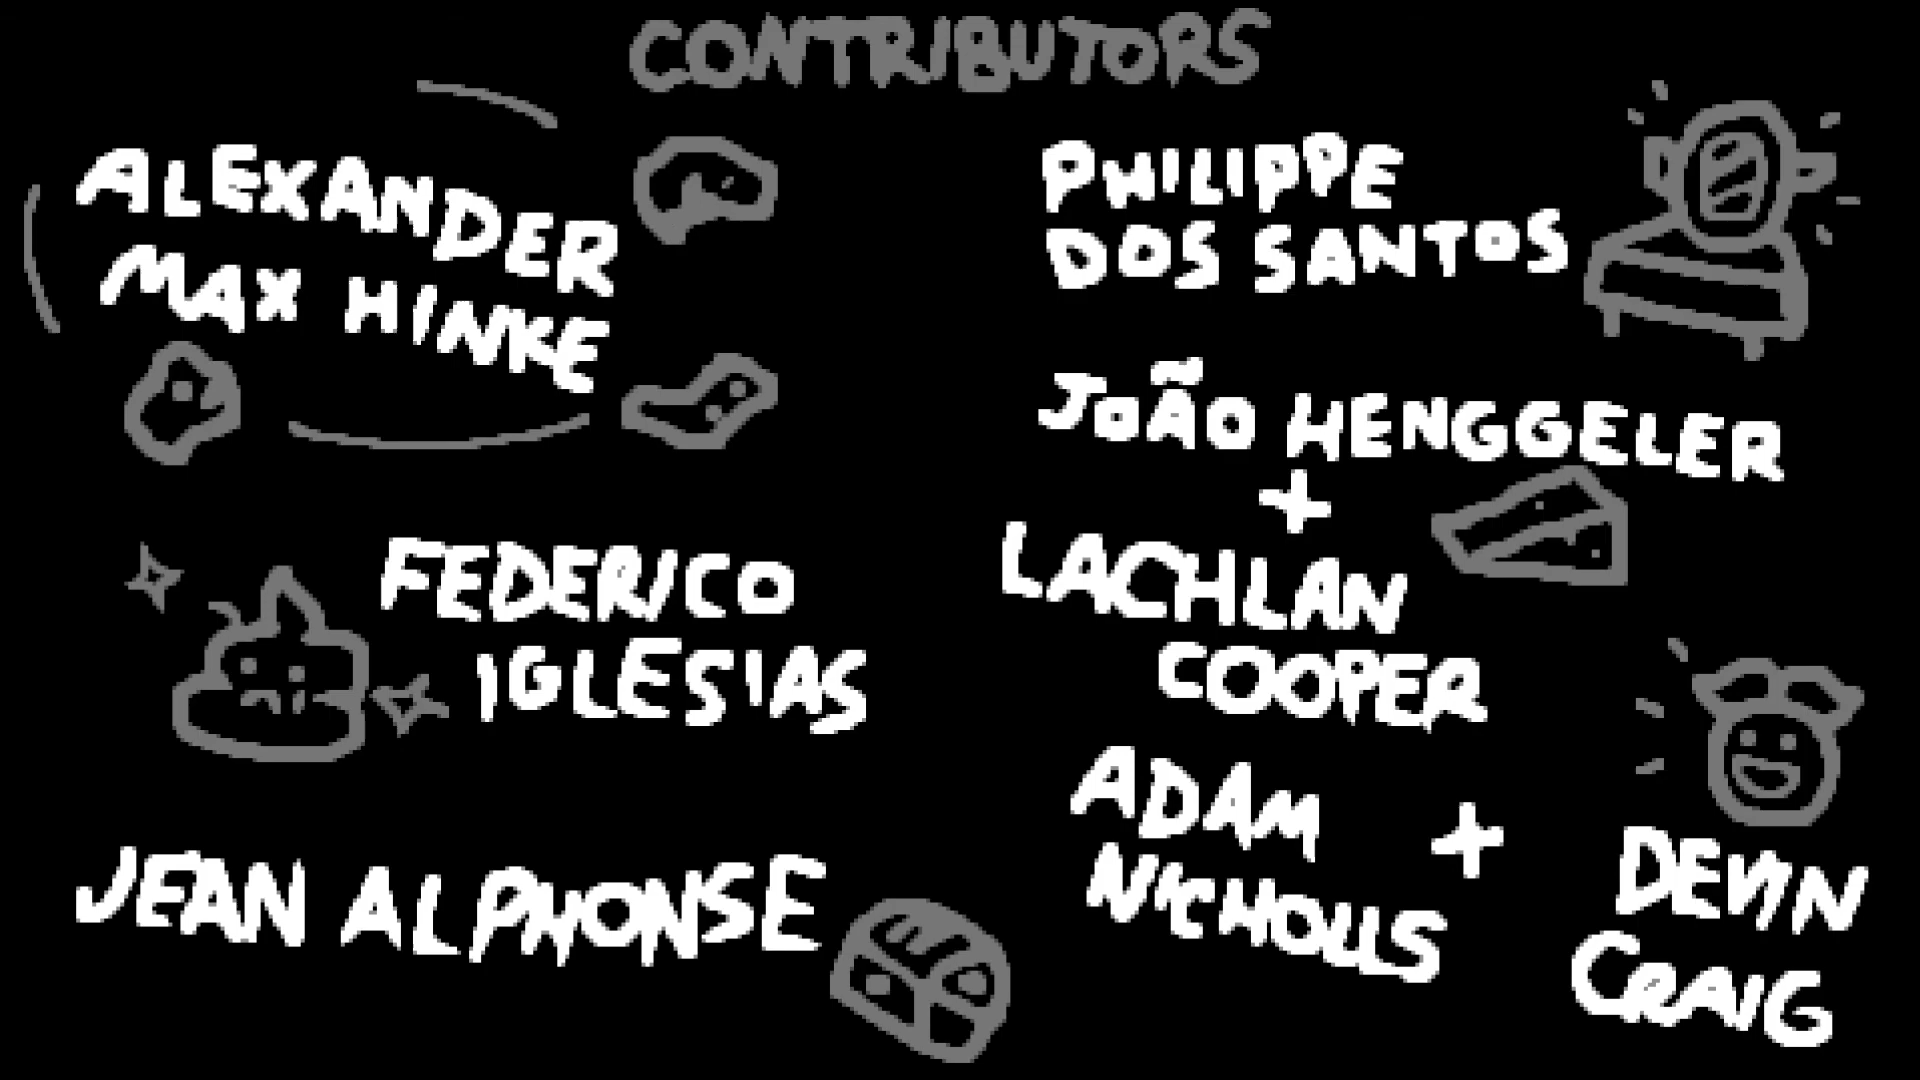 CONTRIBUTORS
ALEXANDER
MAX HINKE
FEDERICO
IGLESIAS
JEAN ALPHONSE
PHILIPPE
DOS SANTOS
JOÃO HENGGELER
+
LACHLAN
COOPER
ADAM
NICHOLLS
+
DEVIN
CRAIG